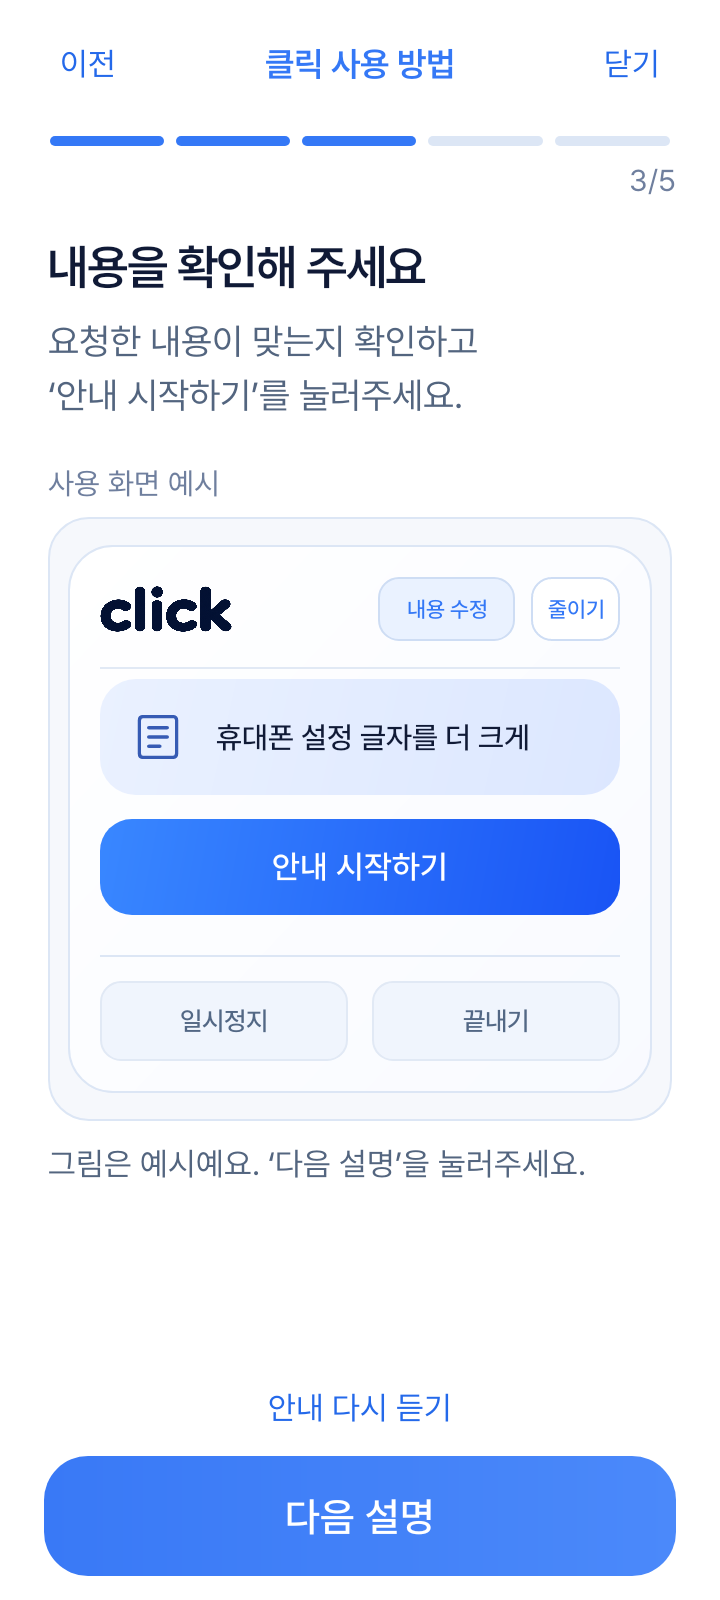 이전
클릭 사용 방법
닫기
3/5
내용을 확인해 주세요
요청한 내용이 맞는지 확인하고
‘안내 시작하기’를 눌러주세요.
사용 화면 예시
click
내용 수정
줄이기
휴대폰 설정 글자를 더 크게
안내 시작하기
일시정지
끝내기
그림은 예시예요. ‘다음 설명’을 눌러주세요.
안내 다시 듣기
다음 설명